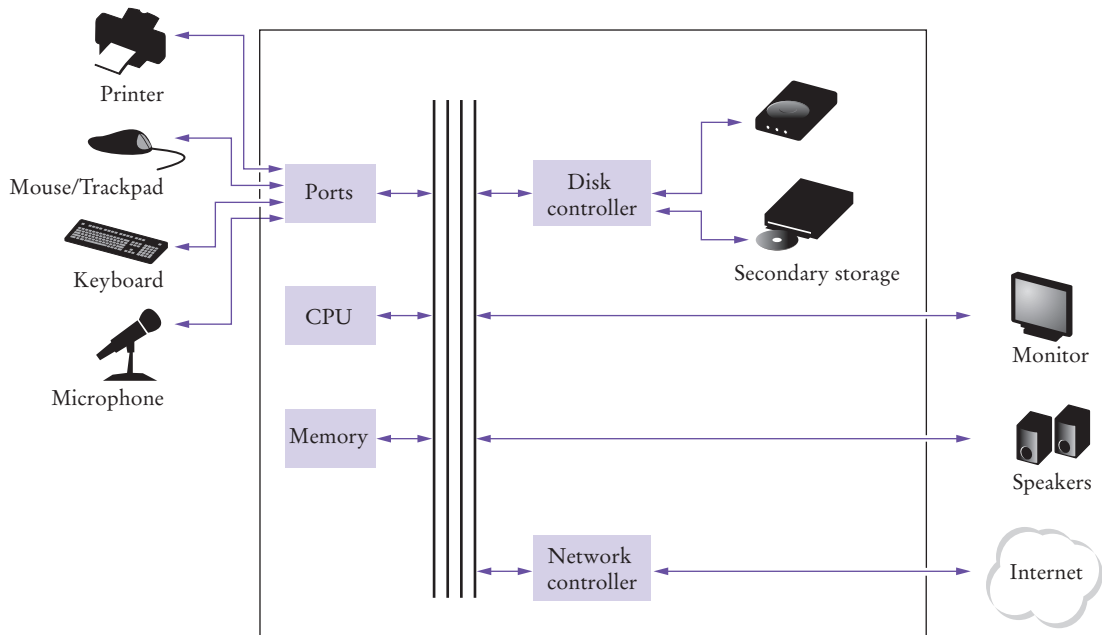 Printer
Mouse/Trackpad
Keyboard
Microphone
Ports
CPU
Memory
Disk
controller
Secondary storage
Monitor
Speakers
Network
controller
Internet